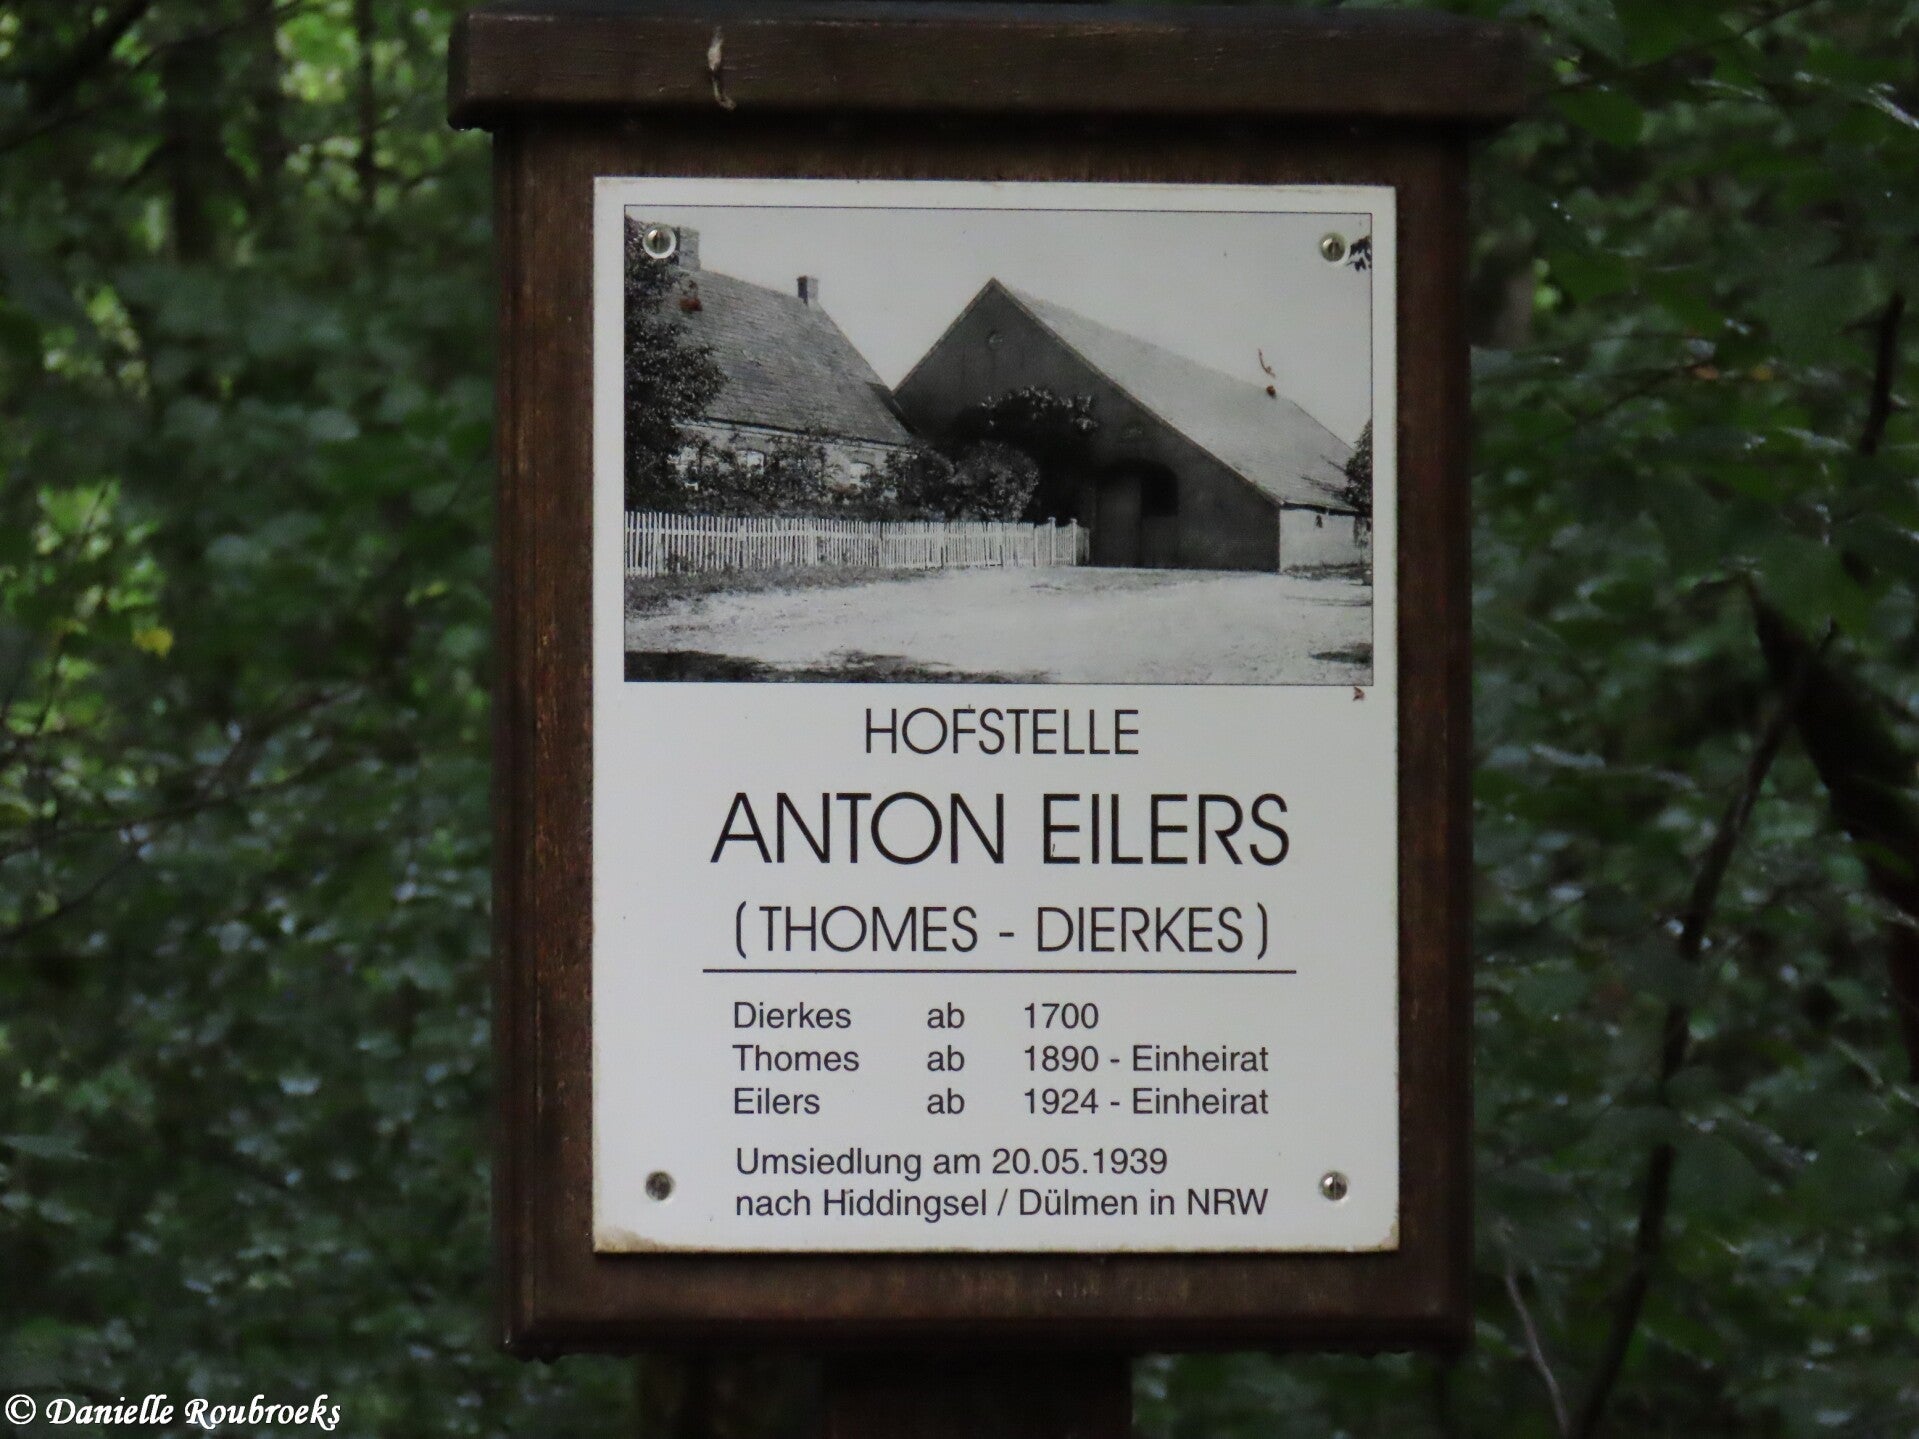 HOFSTELLE
ANTON EILERS
(THOMES - DIERKES)
Dierkes ab 1700
Thomes ab 1890 - Einheirat
Eilers ab 1924 - Einheirat
Umsiedlung am 20.05.1939
nach Hiddingsel / Dülmen in NRW
© Danielle Roubroeks